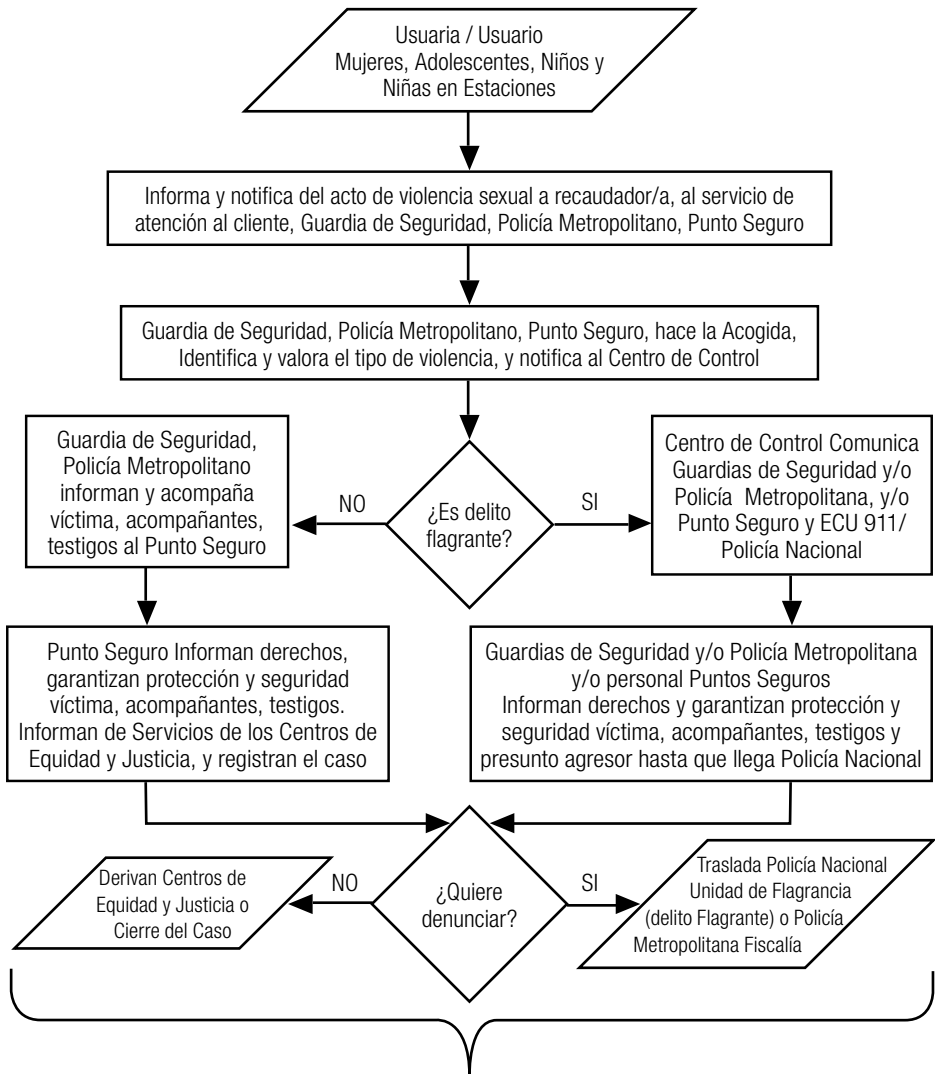 Usuaria / Usuario
Mujeres, Adolescentes, Niños y
Niñas en Estaciones
Informa y notifica del acto de violencia sexual a recaudador/a, al servicio de
atención al cliente, Guardia de Seguridad, Policía Metropolitano, Punto Seguro
Guardia de Seguridad, Policía Metropolitano, Punto Seguro, hace la Acogida,
Identifica y valora el tipo de violencia, y notifica al Centro de Control
Guardia de Seguridad,
Policía Metropolitano
informan y acompaña
víctima, acompañantes,
testigos al Punto Seguro
NO
¿Es delito
flagrante?
SI
Centro de Control Comunica
Guardias de Seguridad y/o
Policía Metropolitana, y/o
Punto Seguro y ECU 911/
Policía Nacional
Punto Seguro Informan derechos,
garantizan protección y seguridad
víctima, acompañantes, testigos.
Informan de Servicios de los Centros de
Equidad y Justicia, y registran el caso
Guardias de Seguridad y/o Policía Metropolitana
y/o personal Puntos Seguros
Informan derechos y garantizan protección y
seguridad víctima, acompañantes, testigos y
presunto agresor hasta que llega Policía Nacional
Derivan Centros de
Equidad y Justicia o
Cierre del Caso
NO
¿Quiere
denunciar?
SI
Traslada Policía Nacional
Unidad de Flagrancia
(delito Flagrante) o Policía
Metropolitana Fiscalía